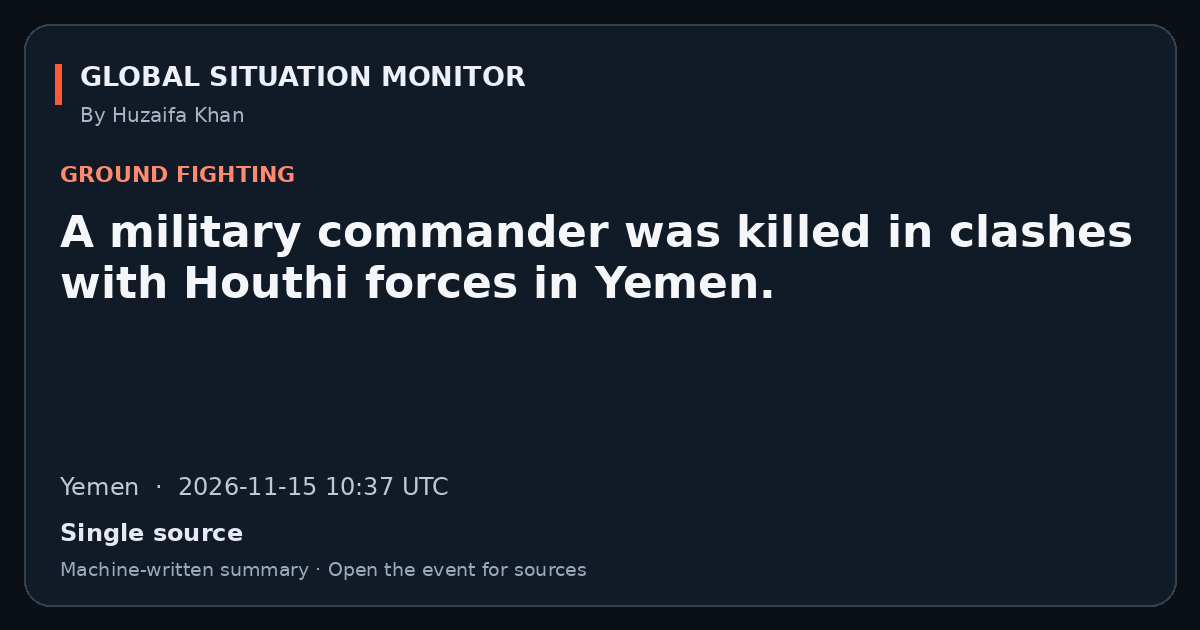 GLOBAL SITUATION MONITOR
By Huzaifa Khan
GROUND FIGHTING
A military commander was killed in clashes
with Houthi forces in Yemen.
Yemen · 2026-11-15 10:37 UTC
Single source
Machine-written summary · Open the event for sources